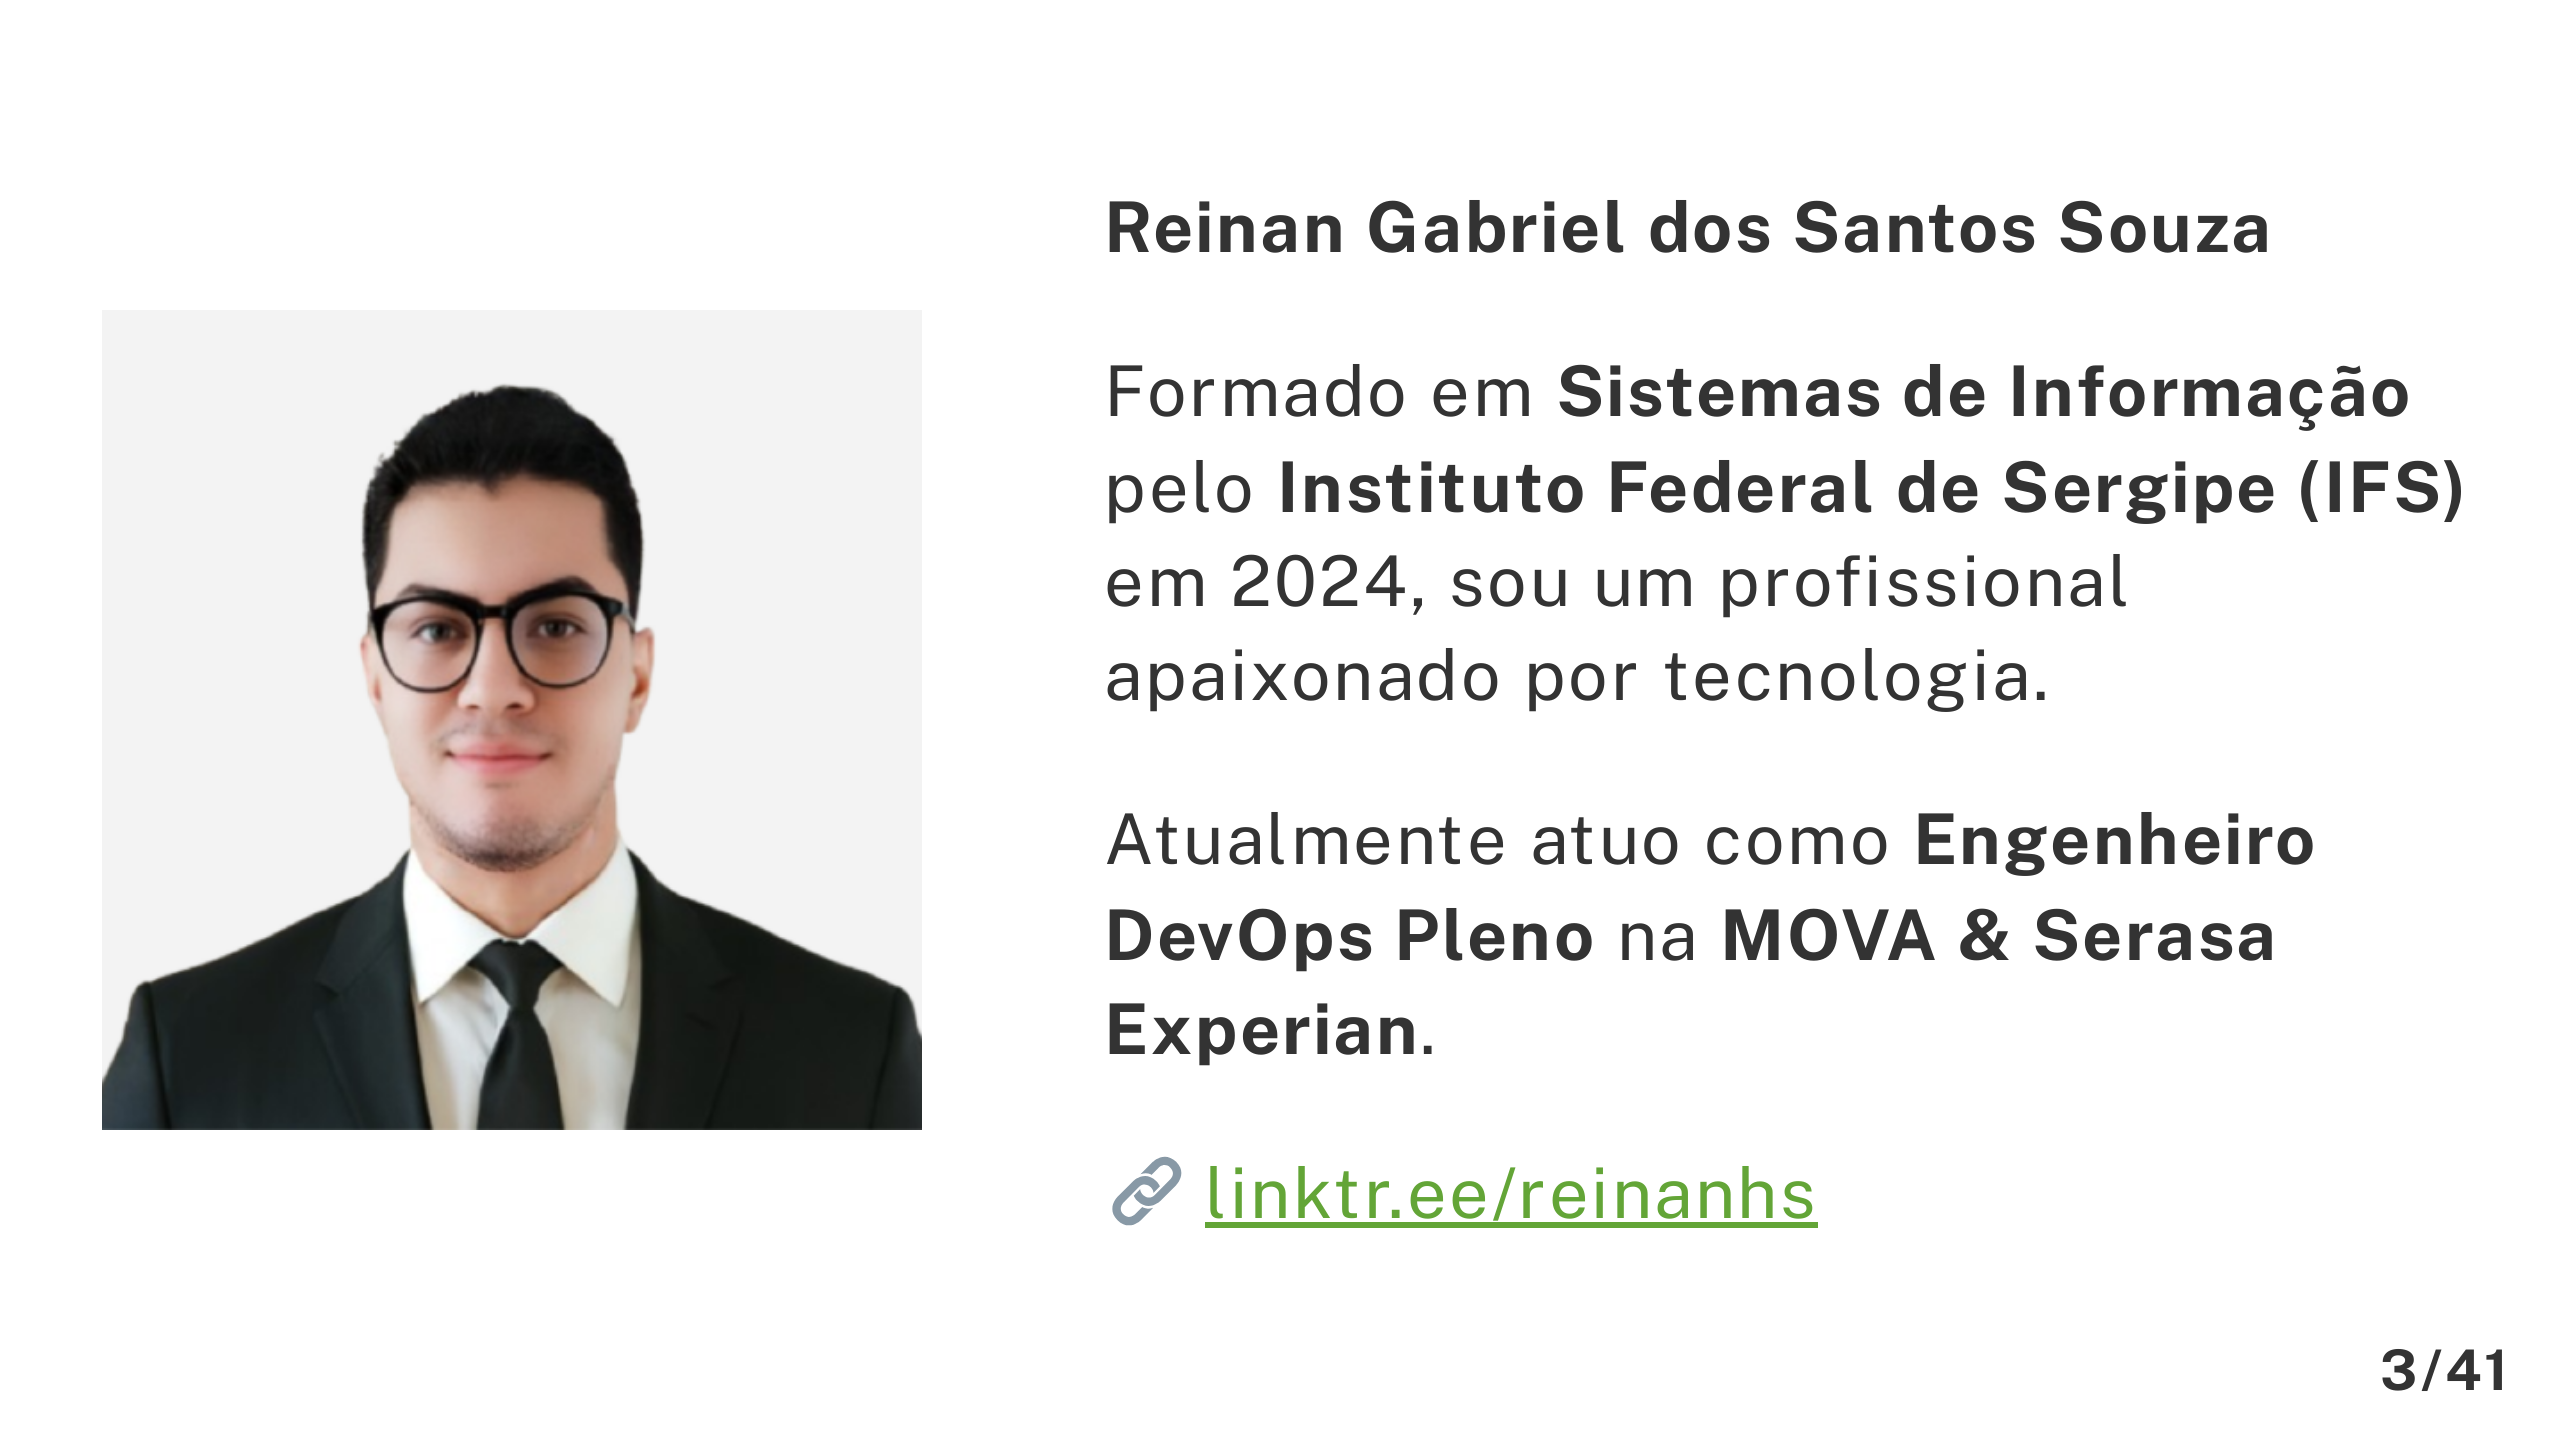 Reinan Gabriel dos Santos Souza
Formado em Sistemas de Informação
pelo Instituto Federal de Sergipe (IFS)
em 2024, sou um profissional
apaixonado por tecnologia.
Atualmente atuo como Engenheiro
DevOps Pleno na MOVA & Serasa
Experian.
🔗 linktr.ee/reinanhs
3/41